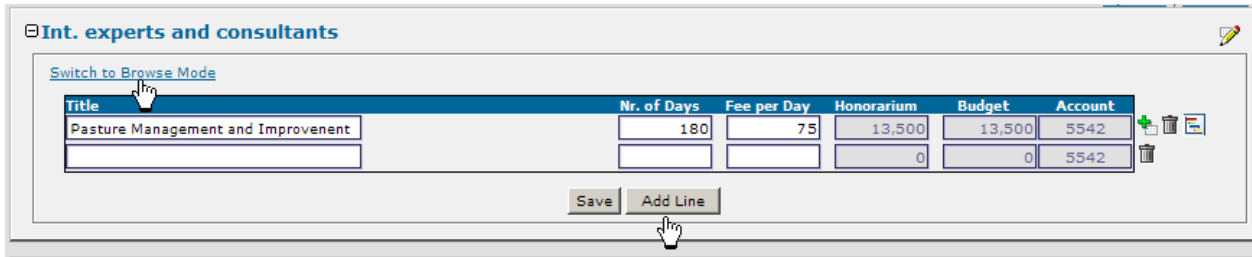 Int. experts and consultants
Switch to Browse Mode
Title Nr. of Days Fee per Day Honorarium Budget Account
Pasture Management and Improvenent 180 75 13,500 13,500 5542
0 0 5542
Save Add Line